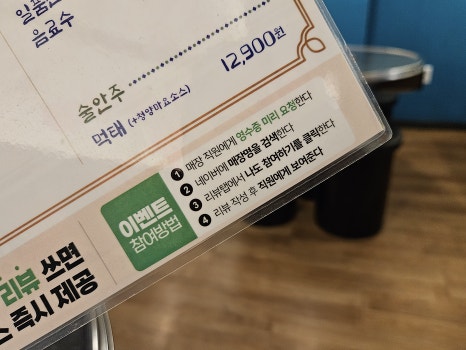 일품
음료수
술안주
먹태 (+청양마요소스)
12,900원
이벤트
참여방법
1 매장 직원에게 영수증 미리 요청한다
2 네이버에 매장명을 검색한다
3 리뷰탭에서 나도 참여하기를 클릭한다
4 리뷰 작성 후 직원에게 보여준다
리뷰 쓰면
즉시 제공